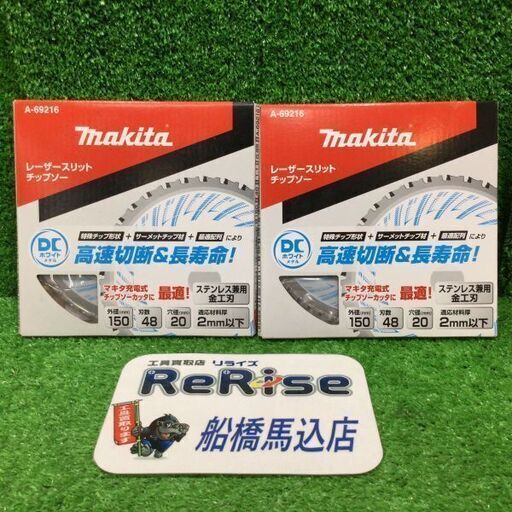 A-69216
makita
レーザースリット
チップソー
DC
ホワイト
メタル
特殊チップ形状+サーメットチップ材+最適配列により
高速切断&長寿命!
マキタ充電式
チップソーカッタに
最適!
ステンレス兼用
金工刃
外径(mm) 刃数 穴径(mm) 適応材料厚
150 48 20 2mm以下
A-69216
makita
レーザースリット
チップソー
DC
ホワイト
メタル
特殊チップ形状+サーメットチップ材+最適配列により
高速切断&長寿命!
マキタ充電式
チップソーカッタに
最適!
ステンレス兼用
金工刃
外径(mm) 刃数 穴径(mm) 適応材料厚
150 48 20 2mm以下
工具買取店 リライズ
ReRise
船橋馬込店
工具買取
ります